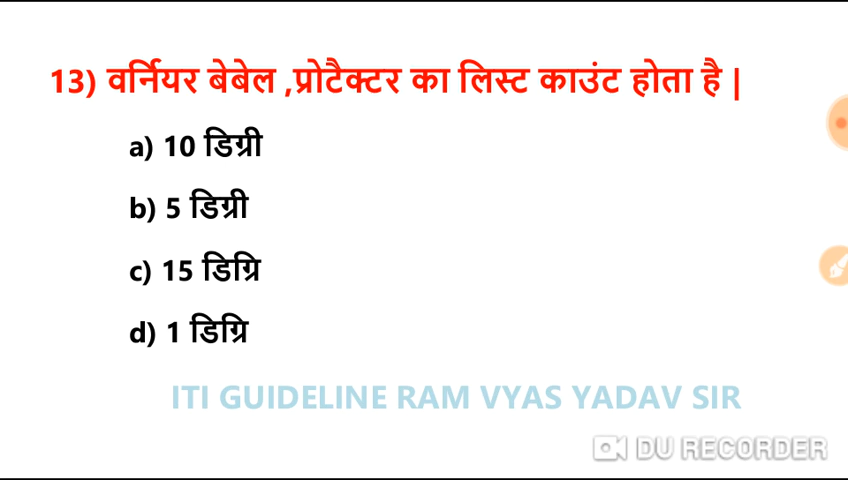 13) वर्नियर बेबेल ,प्रोटैक्टर का लिस्ट काउंट होता है |
a) 10 डिग्री
b) 5 डिग्री
c) 15 डिग्रि
d) 1 डिग्रि
ITI GUIDELINE RAM VYAS YADAV SIR
DU RECORDER